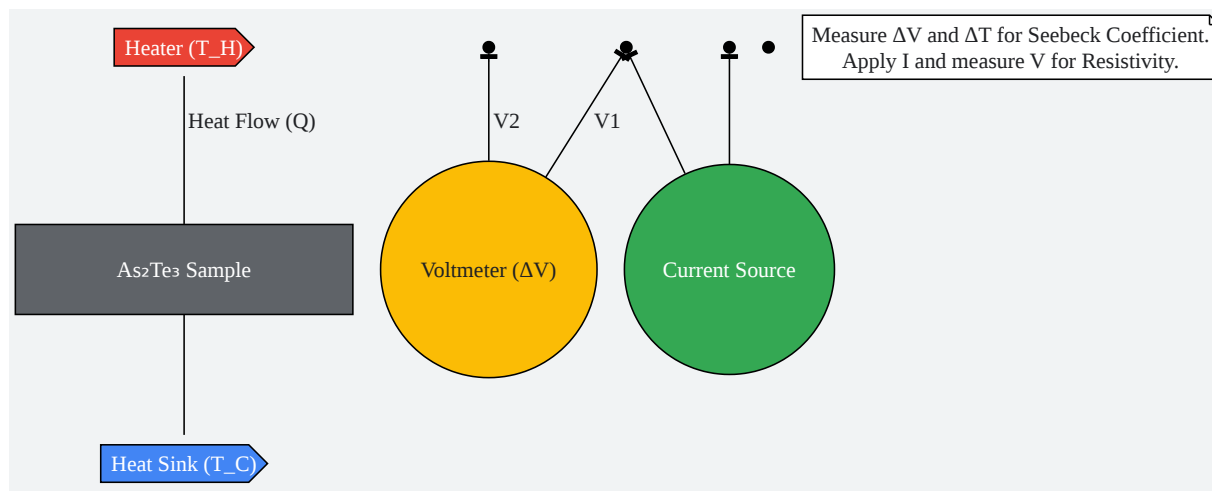 Heater (T_H)
Measure ΔV and ΔT for Seebeck Coefficient.
Apply I and measure V for Resistivity.
Heat Flow (Q)
V2
V1
As₂Te₃ Sample
Voltmeter (ΔV)
Current Source
Heat Sink (T_C)